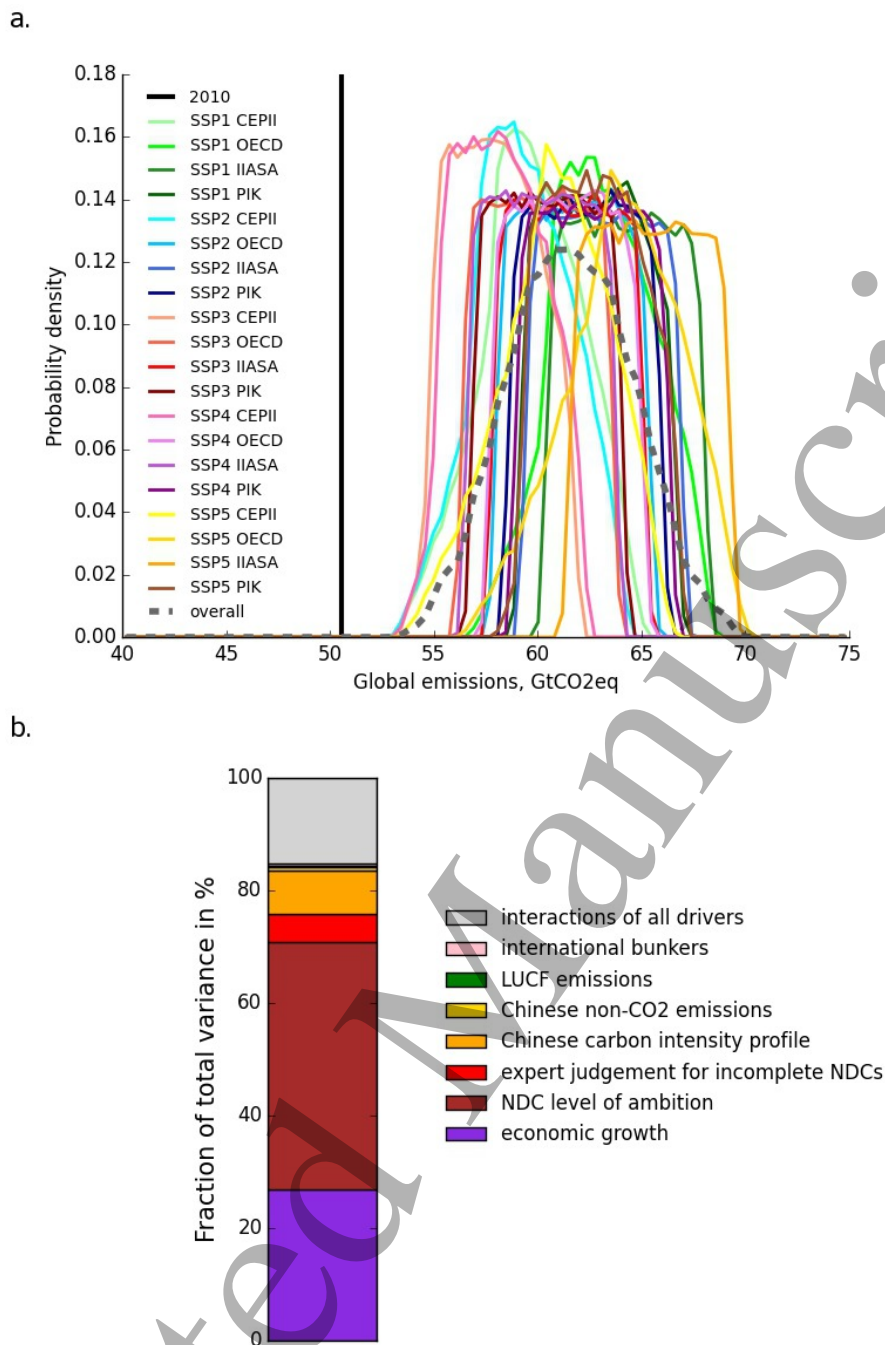 a.
0.18
0.16
0.14
0.12
0.10
0.08
0.06
0.04
0.02
0.00
Probability density
2010
SSP1 CEPII
SSP1 OECD
SSP1 IIASA
SSP1 PIK
SSP2 CEPII
SSP2 OECD
SSP2 IIASA
SSP2 PIK
SSP3 CEPII
SSP3 OECD
SSP3 IIASA
SSP3 PIK
SSP4 CEPII
SSP4 OECD
SSP4 IIASA
SSP4 PIK
SSP5 CEPII
SSP5 OECD
SSP5 IIASA
SSP5 PIK
overall
40 45 50 55 60 65 70 75
Global emissions, GtCO2eq
b.
100
80
60
40
20
0
Fraction of total variance in %
interactions of all drivers
international bunkers
LUCF emissions
Chinese non-CO2 emissions
Chinese carbon intensity profile
expert judgement for incomplete NDCs
NDC level of ambition
economic growth
ted Manuscri